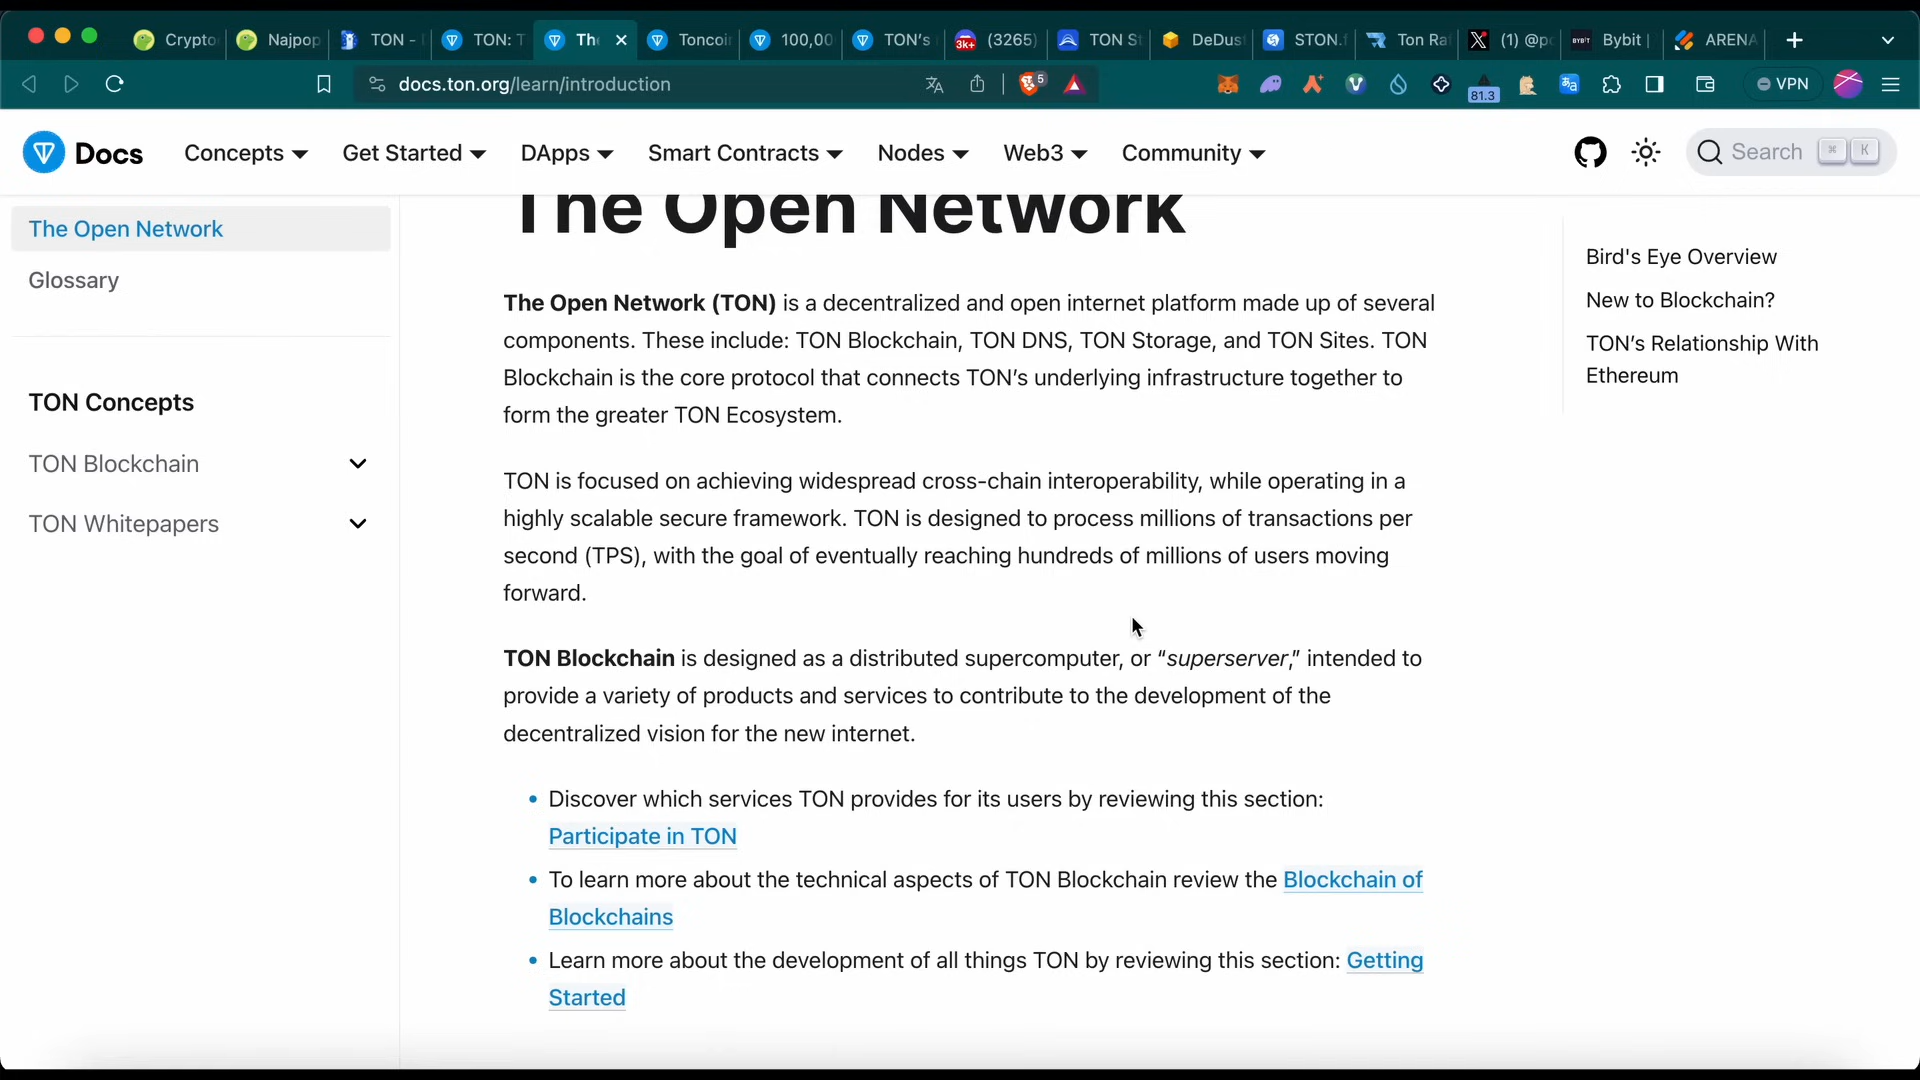 Crypto
Najpop
TON -
TON: T
The
Toncoi
100,00
TON's
3k+
(3265)
TON St
DeDust
STON.f
Ton Ra
(1) @p
BYBIT
Bybit |
ARENA
docs.ton.org/learn/introduction
5
81.3
VPN
Docs
Concepts
Get Started
DApps
Smart Contracts
Nodes
Web3
Community
Search
⌘
K
The Open Network
Glossary
TON Concepts
TON Blockchain
TON Whitepapers
The Open Network
The Open Network (TON) is a decentralized and open internet platform made up of several
components. These include: TON Blockchain, TON DNS, TON Storage, and TON Sites. TON
Blockchain is the core protocol that connects TON’s underlying infrastructure together to
form the greater TON Ecosystem.
TON is focused on achieving widespread cross-chain interoperability, while operating in a
highly scalable secure framework. TON is designed to process millions of transactions per
second (TPS), with the goal of eventually reaching hundreds of millions of users moving
forward.
TON Blockchain is designed as a distributed supercomputer, or “superserver,” intended to
provide a variety of products and services to contribute to the development of the
decentralized vision for the new internet.
Discover which services TON provides for its users by reviewing this section:
Participate in TON
To learn more about the technical aspects of TON Blockchain review the Blockchain of
Blockchains
Learn more about the development of all things TON by reviewing this section: Getting
Started
Bird's Eye Overview
New to Blockchain?
TON’s Relationship With
Ethereum